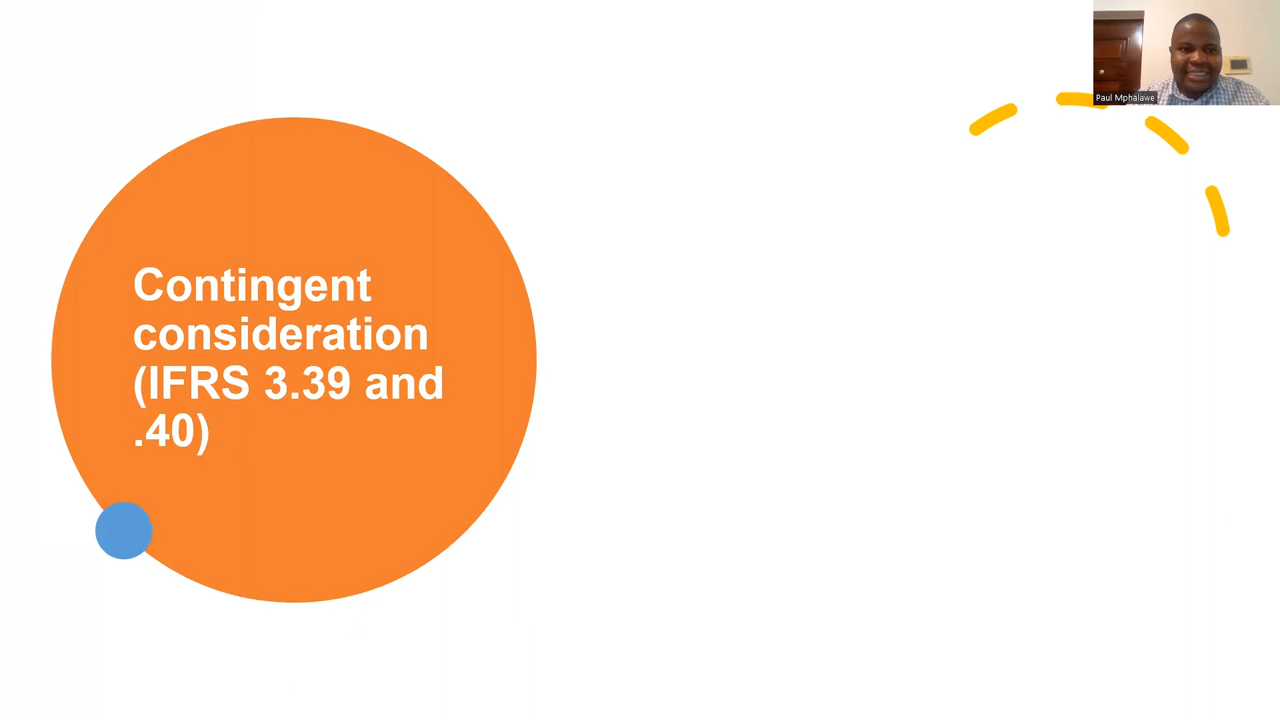 Paul Mphalawe
Contingent
consideration
(IFRS 3.39 and
.40)